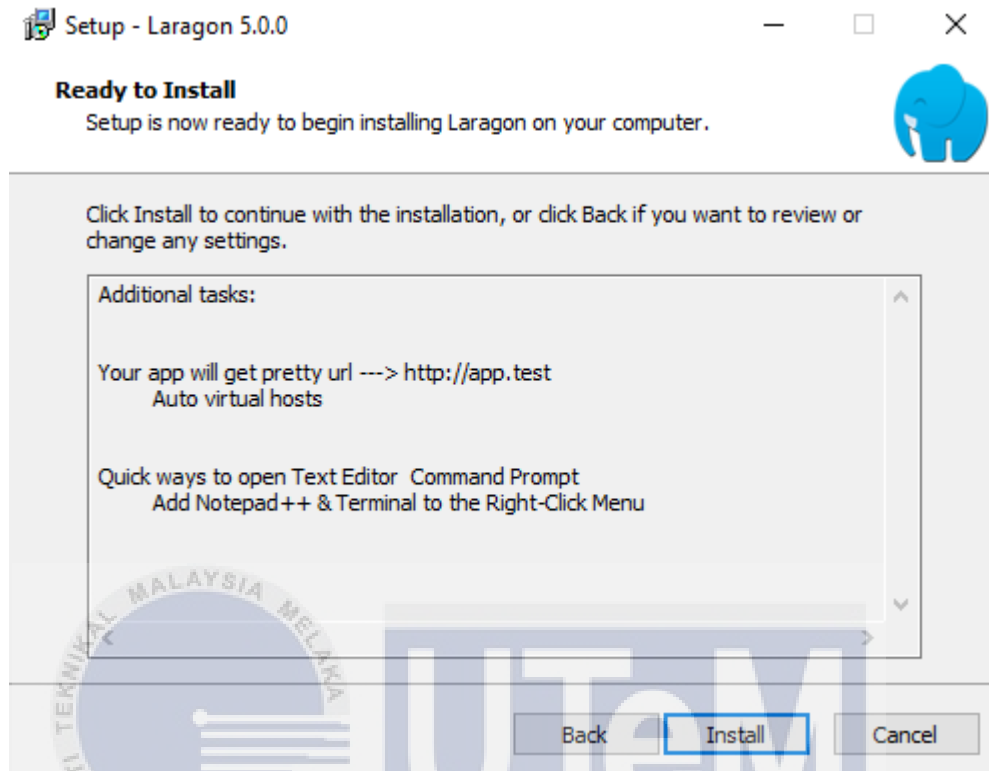 Setup - Laragon 5.0.0
Ready to Install
Setup is now ready to begin installing Laragon on your computer.
Click Install to continue with the installation, or click Back if you want to review or
change any settings.
Additional tasks:
Your app will get pretty url ---> http://app.test
Auto virtual hosts
Quick ways to open Text Editor  Command Prompt
Add Notepad++ & Terminal to the Right-Click Menu
TEKNIKAL MALAYSIA MELAKA
UTeM
Back
Install
Cancel